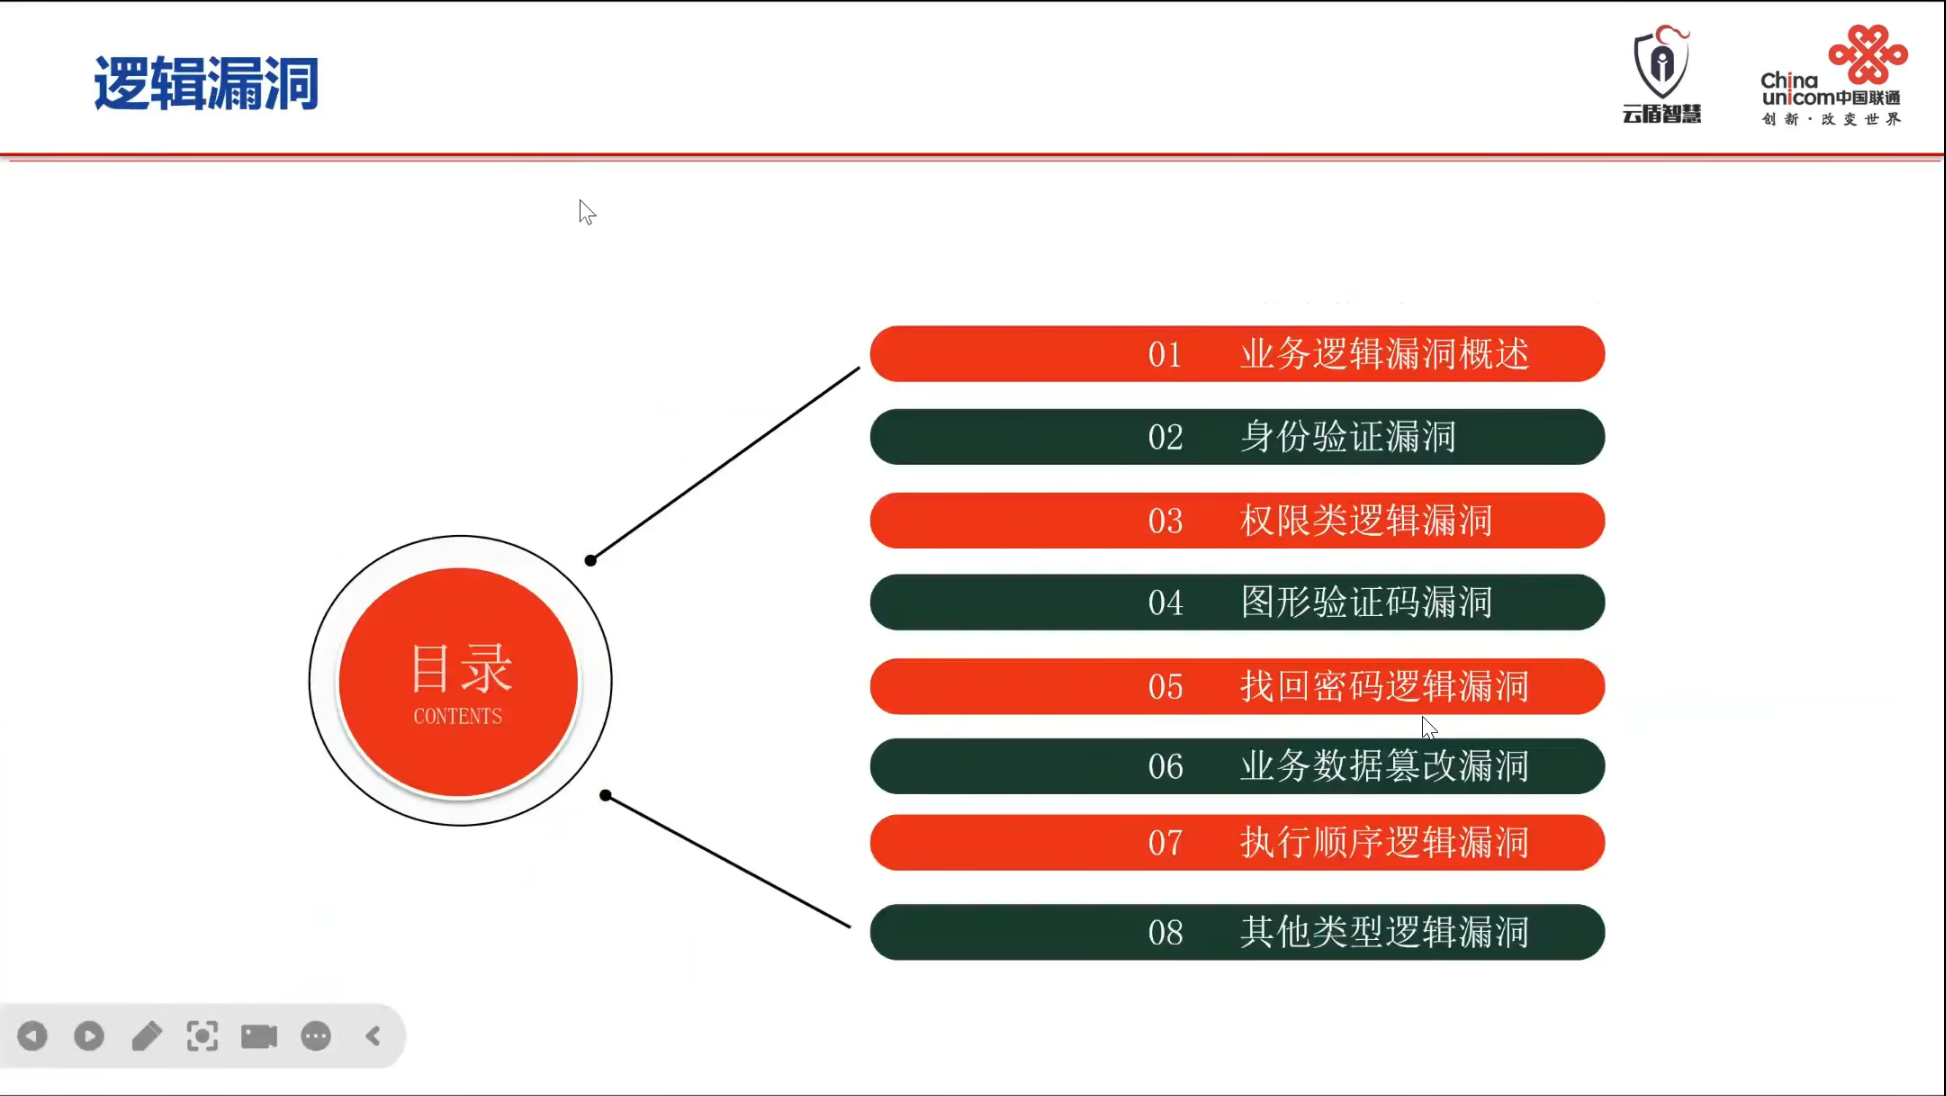 逻辑漏洞
云盾智慧
China
unicom中国联通
创新·改变世界
目录
CONTENTS
01 业务逻辑漏洞概述
02 身份验证漏洞
03 权限类逻辑漏洞
04 图形验证码漏洞
05 找回密码逻辑漏洞
06 业务数据篡改漏洞
07 执行顺序逻辑漏洞
08 其他类型逻辑漏洞